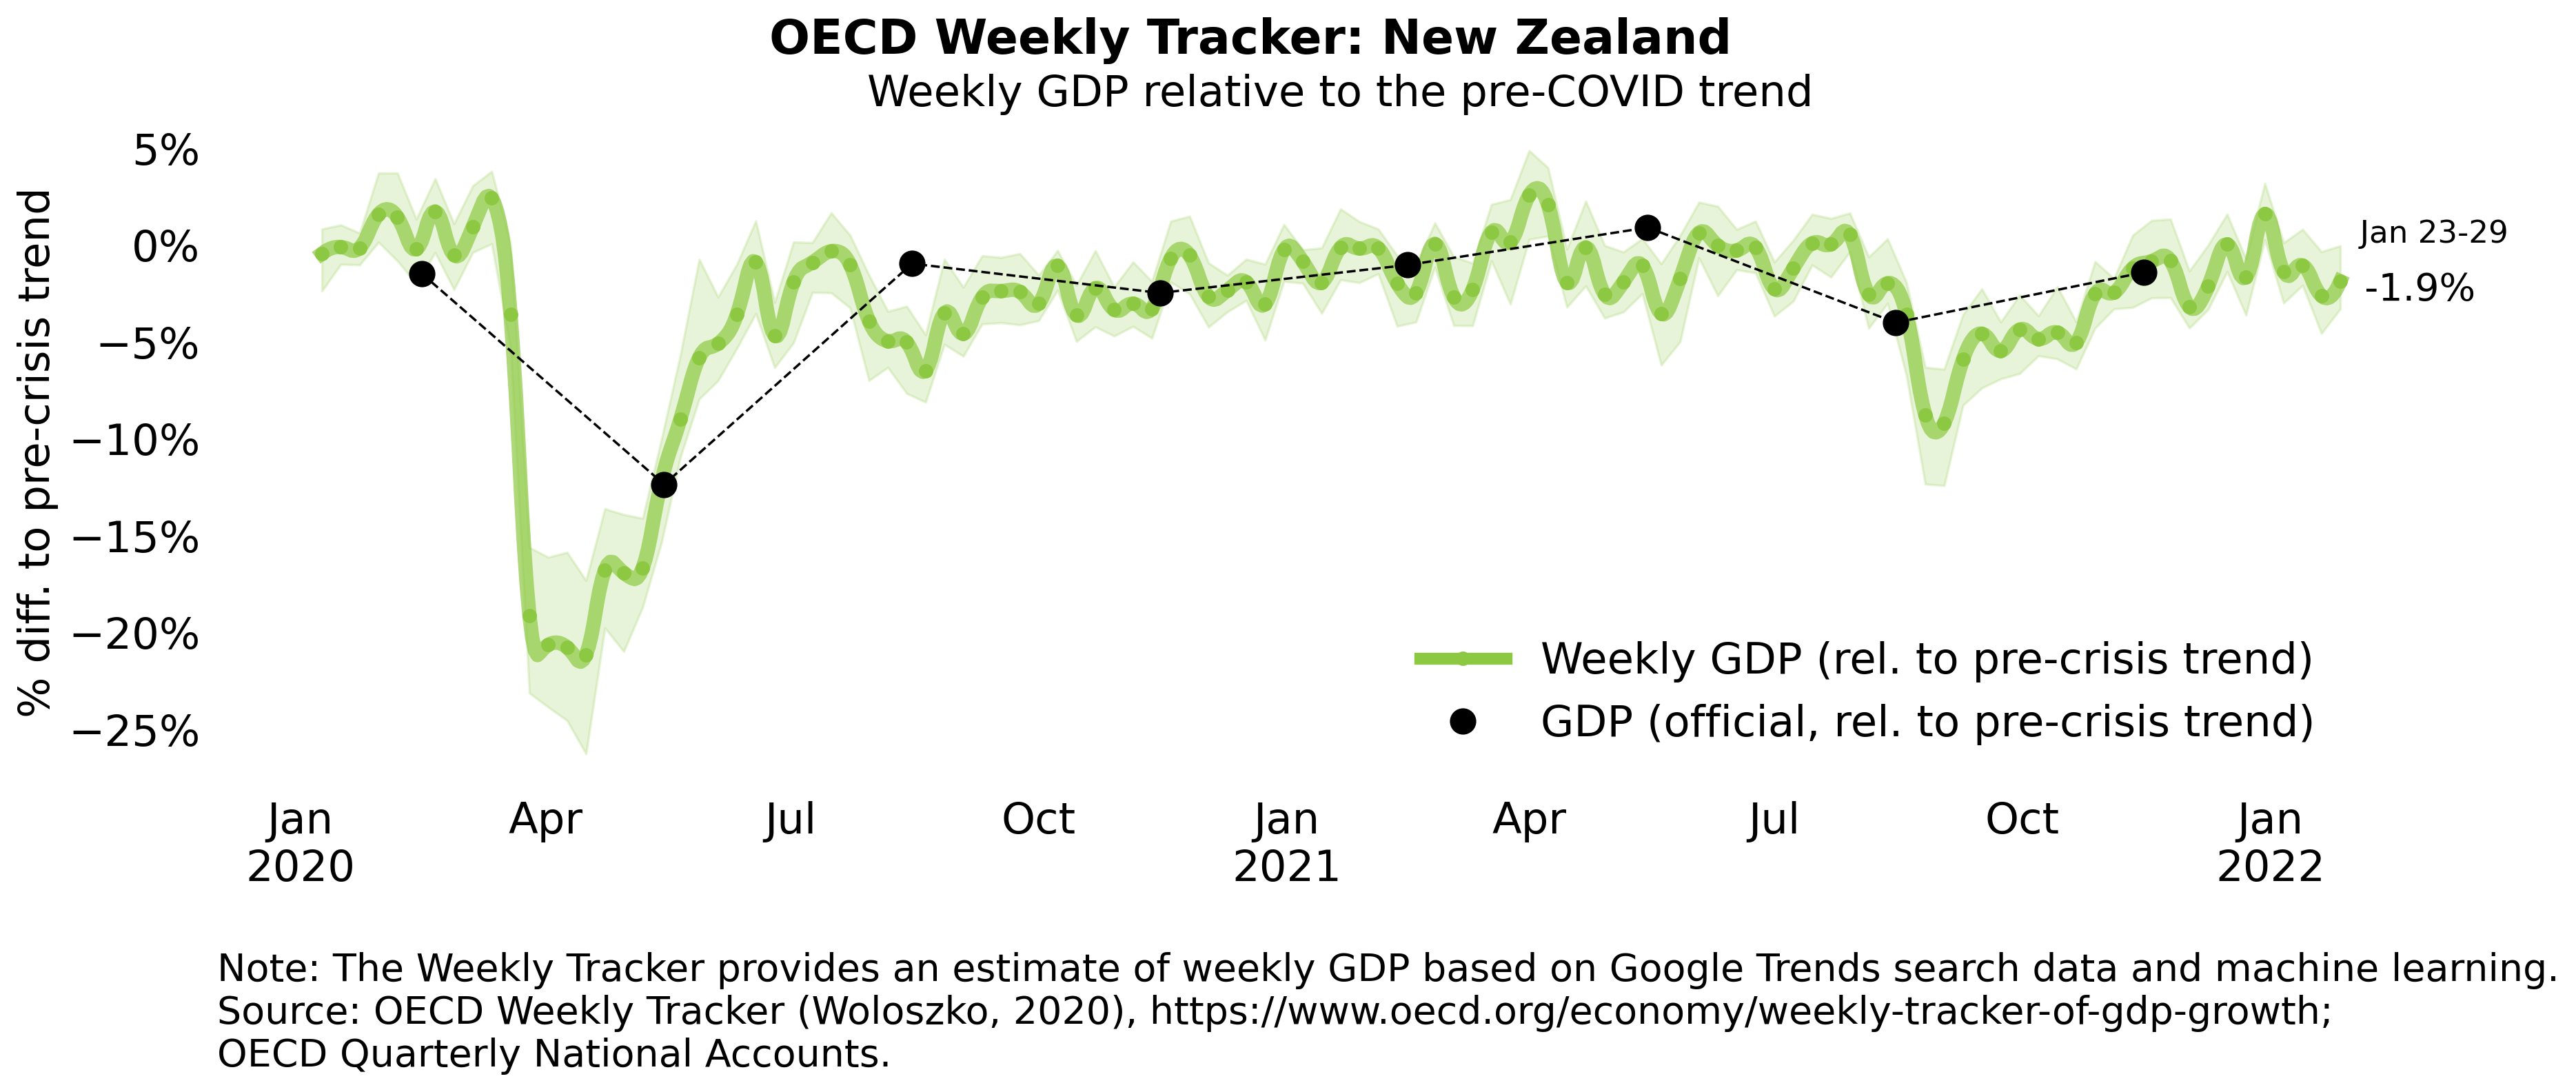 OECD Weekly Tracker: New Zealand
Weekly GDP relative to the pre-COVID trend
% diff. to pre-crisis trend
5%
0%
−5%
−10%
−15%
−20%
−25%
Jan 23-29
-1.9%
Weekly GDP (rel. to pre-crisis trend)
GDP (official, rel. to pre-crisis trend)
Jan Apr Jul Oct Jan Apr Jul Oct Jan
2020 2021 2022
Note: The Weekly Tracker provides an estimate of weekly GDP based on Google Trends search data and machine learning.
Source: OECD Weekly Tracker (Woloszko, 2020), https://www.oecd.org/economy/weekly-tracker-of-gdp-growth;
OECD Quarterly National Accounts.